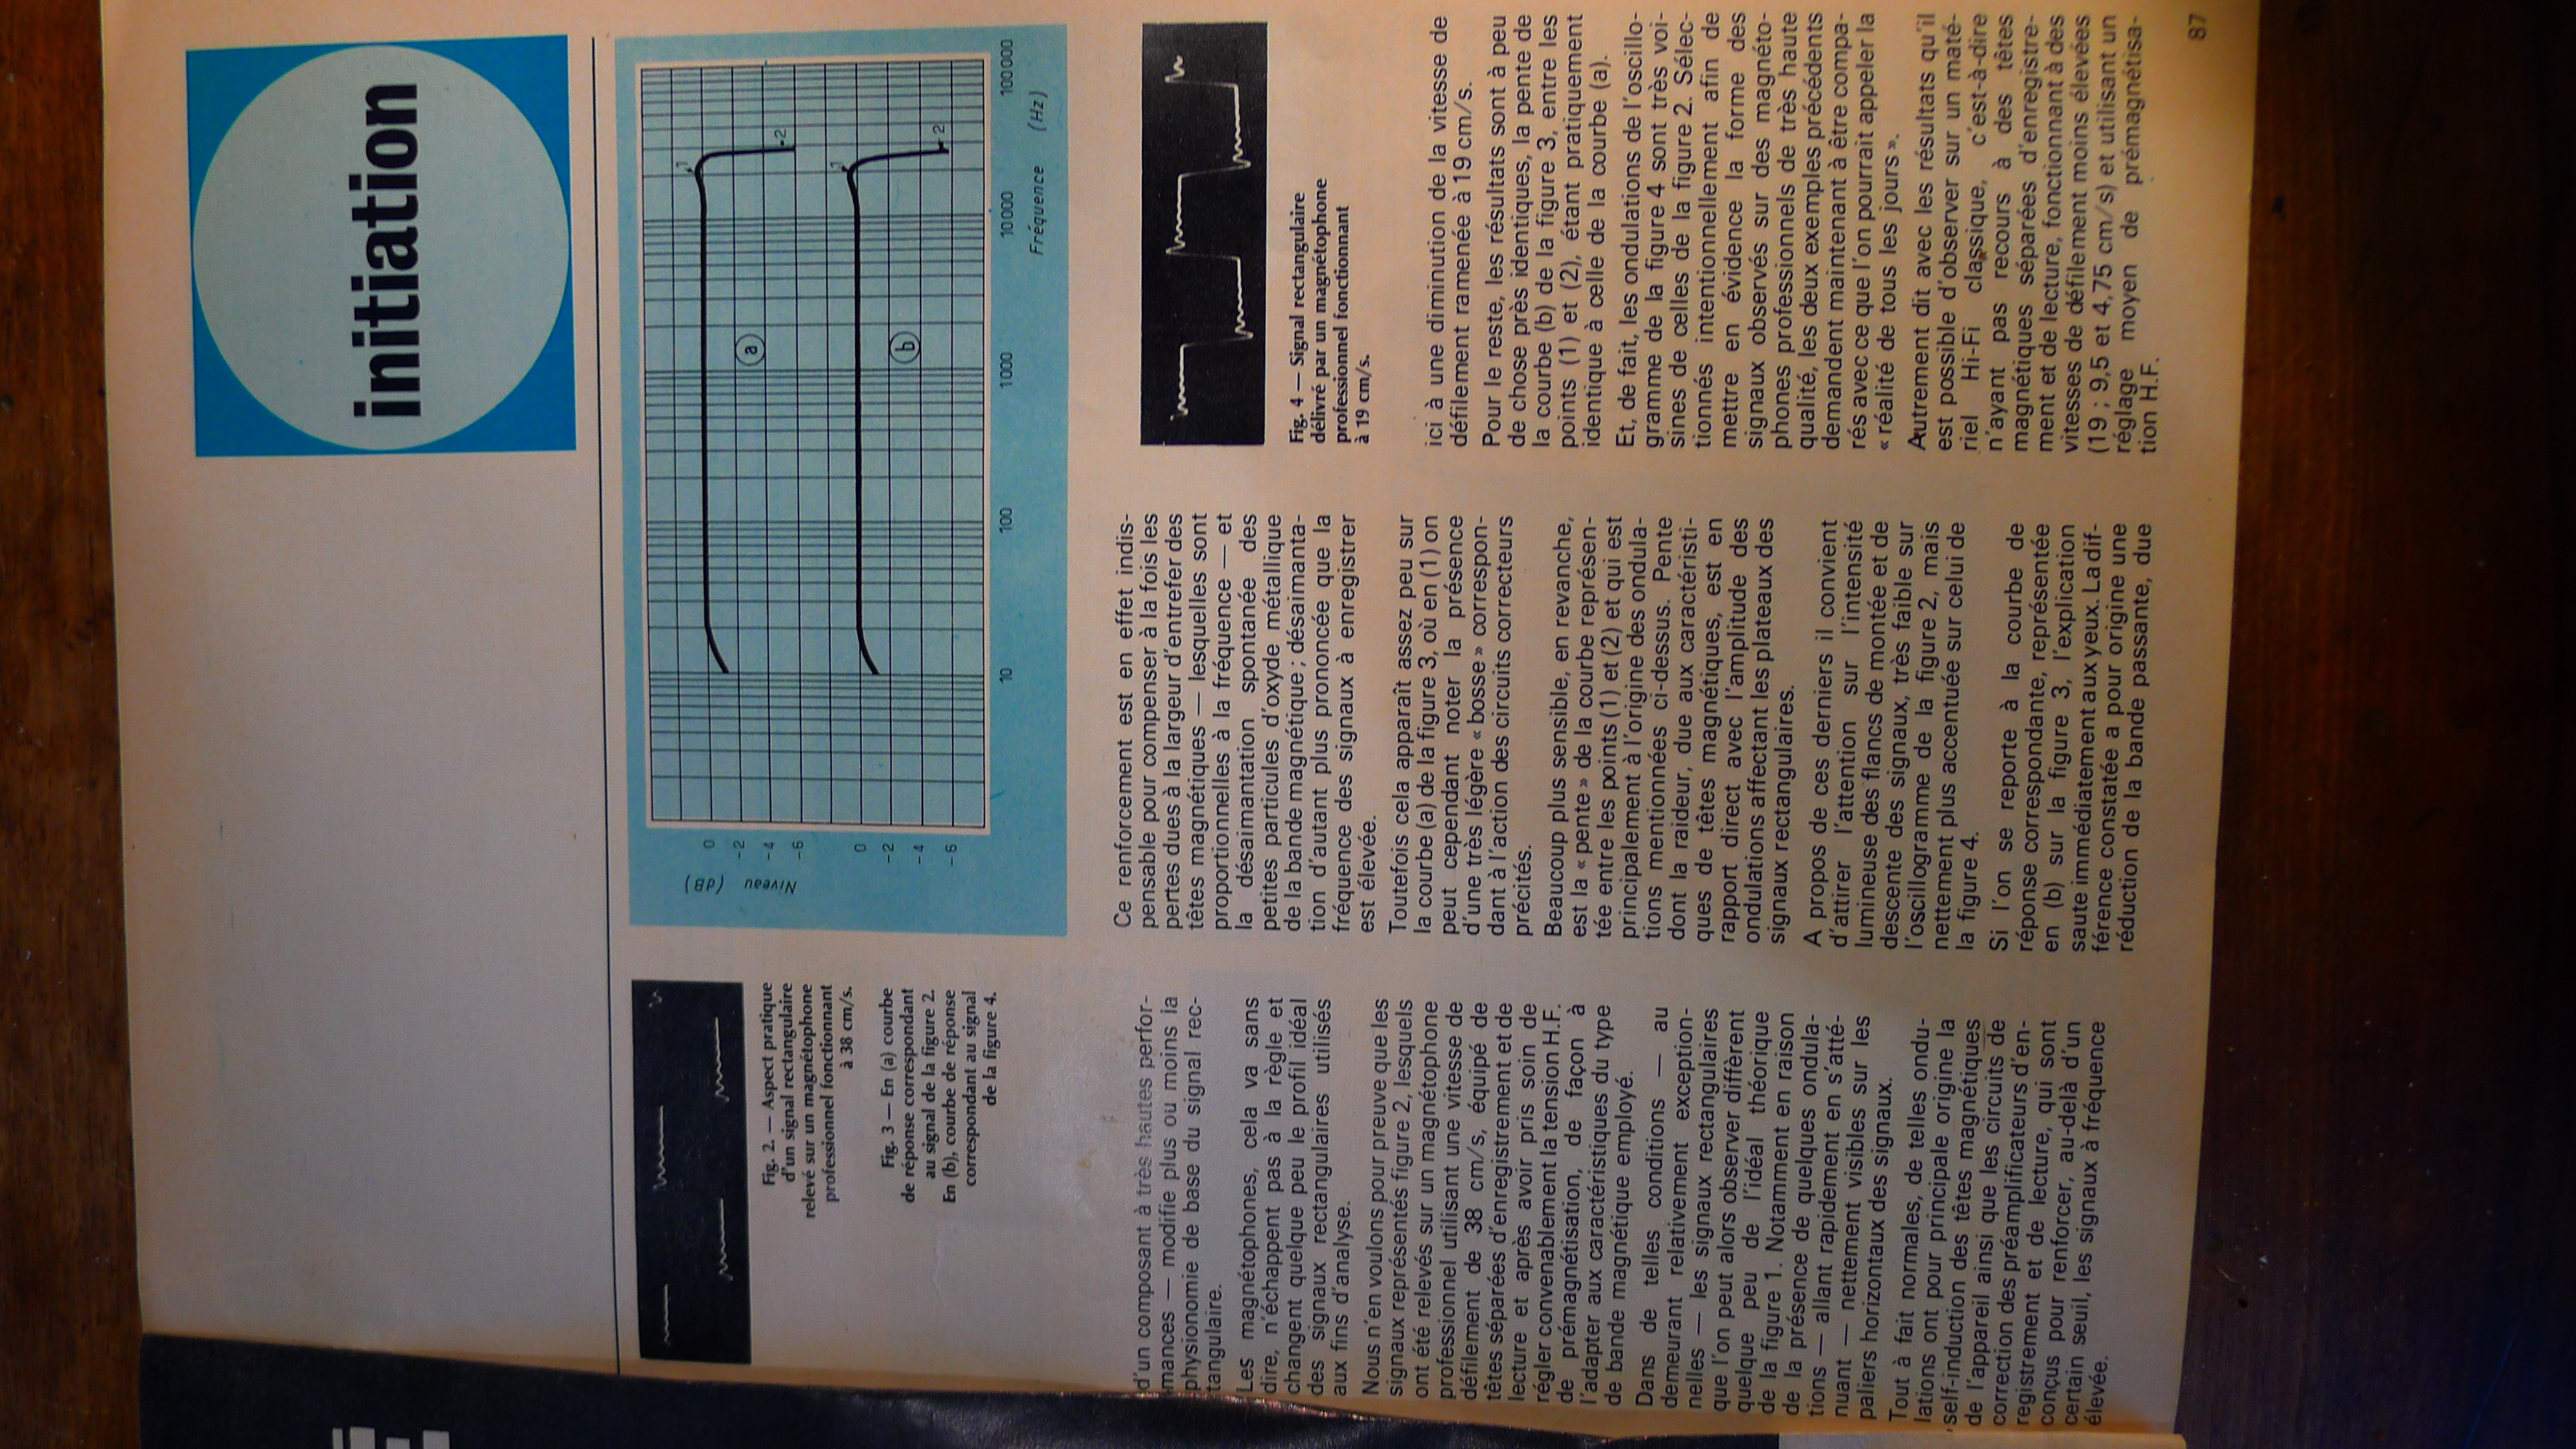 initiation
Fig. 2. — Aspect pratique
d'un signal rectangulaire
relevé sur un magnétophone
professionnel fonctionnant
à 38 cm/s.
Fig. 3 — En (a) courbe
de réponse correspondant
au signal de la figure 2.
En (b), courbe de réponse
correspondant au signal
de la figure 4.
Niveau (dB)
0
-2
-4
-6
0
-2
-4
-6
a
b
1
2
1
2
10
100
1000
10000
100000
Fréquence (Hz)
d'un composant à très hautes perfor-
mances — modifie plus ou moins la
physionomie de base du signal rec-
tangulaire.
Les magnétophones, cela va sans
dire, n'échappent pas à la règle et
changent quelque peu le profil idéal
des signaux rectangulaires utilisés
aux fins d'analyse.
Nous n'en voulons pour preuve que les
signaux représentés figure 2, lesquels
ont été relevés sur un magnétophone
professionnel utilisant une vitesse de
défilement de 38 cm/s, équipé de
têtes séparées d'enregistrement et de
lecture et après avoir pris soin de
régler convenablement la tension H.F.
de prémagnétisation, de façon à
l'adapter aux caractéristiques du type
de bande magnétique employé.
Dans de telles conditions — au
demeurant relativement exception-
nelles — les signaux rectangulaires
que l'on peut alors observer diffèrent
quelque peu de l'idéal théorique
de la figure 1. Notamment en raison
de la présence de quelques ondula-
tions — allant rapidement en s'atté-
nuant — nettement visibles sur les
paliers horizontaux des signaux.
Tout à fait normales, de telles ondu-
lations ont pour principale origine la
self-induction des têtes magnétiques
de l'appareil ainsi que les circuits de
correction des préamplificateurs d'en-
registrement et de lecture, qui sont
conçus pour renforcer, au-delà d'un
certain seuil, les signaux à fréquence
élevée.
Ce renforcement est en effet indis-
pensable pour compenser à la fois les
pertes dues à la largeur d'entrefer des
têtes magnétiques — lesquelles sont
proportionnelles à la fréquence — et
la désaimantation spontanée des
petites particules d'oxyde métallique
de la bande magnétique ; désaimanta-
tion d'autant plus prononcée que la
fréquence des signaux à enregistrer
est élevée.
Toutefois cela apparaît assez peu sur
la courbe (a) de la figure 3, où en (1) on
peut cependant noter la présence
d'une très légère « bosse » correspon-
dant à l'action des circuits correcteurs
précités.
Beaucoup plus sensible, en revanche,
est la « pente » de la courbe représen-
tée entre les points (1) et (2) et qui est
principalement à l'origine des ondula-
tions mentionnées ci-dessus. Pente
dont la raideur, due aux caractéristi-
ques de têtes magnétiques, est en
rapport direct avec l'amplitude des
ondulations affectant les plateaux des
signaux rectangulaires.
A propos de ces derniers il convient
d'attirer l'attention sur l'intensité
lumineuse des flancs de montée et de
descente des signaux, très faible sur
l'oscillogramme de la figure 2, mais
nettement plus accentuée sur celui de
la figure 4.
Si l'on se reporte à la courbe de
réponse correspondante, représentée
en (b) sur la figure 3, l'explication
saute immédiatement aux yeux. La dif-
férence constatée a pour origine une
réduction de la bande passante, due
Fig. 4 — Signal rectangulaire
délivré par un magnétophone
professionnel fonctionnant
à 19 cm/s.
ici à une diminution de la vitesse de
défilement ramenée à 19 cm/s.
Pour le reste, les résultats sont à peu
de chose près identiques, la pente de
la courbe (b) de la figure 3, entre les
points (1) et (2), étant pratiquement
identique à celle de la courbe (a).
Et, de fait, les ondulations de l'oscillo-
gramme de la figure 4 sont très voi-
sines de celles de la figure 2. Sélec-
tionnés intentionnellement afin de
mettre en évidence la forme des
signaux observés sur des magnéto-
phones professionnels de très haute
qualité, les deux exemples précédents
demandent maintenant à être compa-
rés avec ce que l'on pourrait appeler la
« réalité de tous les jours ».
Autrement dit avec les résultats qu'il
est possible d'observer sur un maté-
riel Hi-Fi classique, c'est-à-dire
n'ayant pas recours à des têtes
magnétiques séparées d'enregistre-
ment et de lecture, fonctionnant à des
vitesses de défilement moins élevées
(19 ; 9,5 et 4,75 cm/s) et utilisant un
réglage moyen de prémagnétisa-
tion H.F.
87